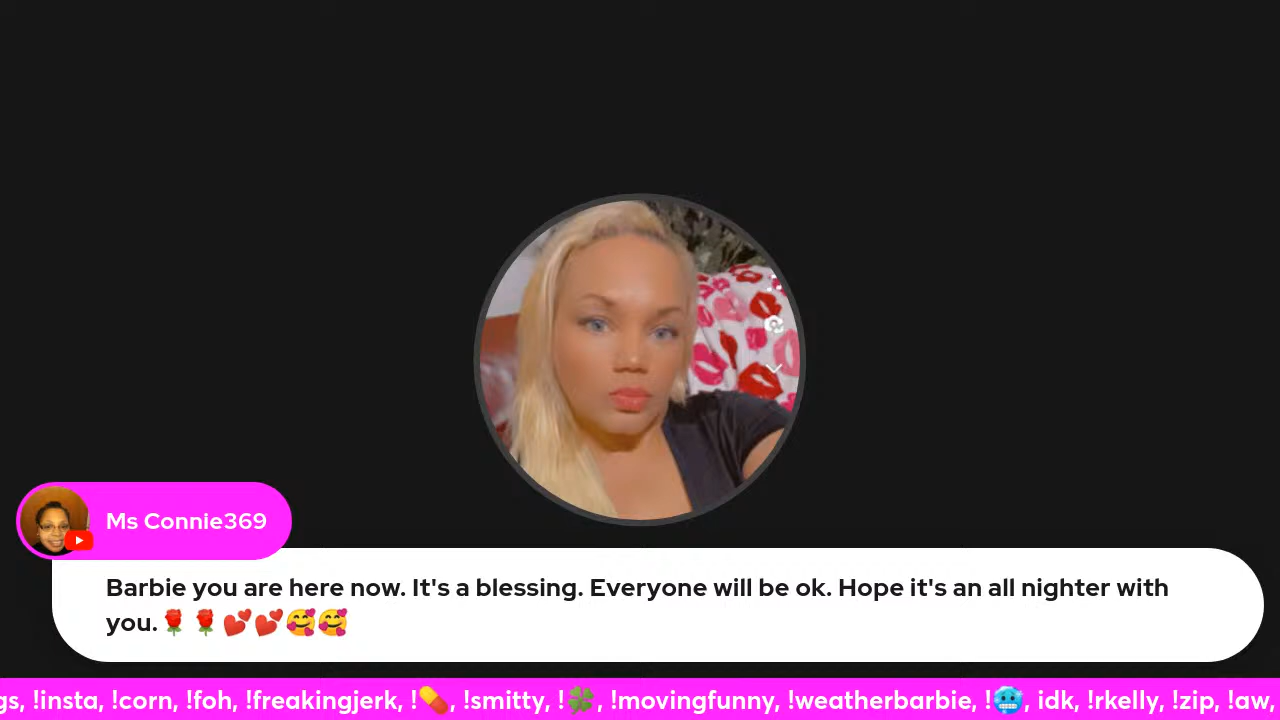 Ms Connie369
Barbie you are here now. It's a blessing. Everyone will be ok. Hope it's an all nighter with
you.🌹🌹💕💕🥰🥰
gs, !insta, !corn, !foh, !freakingjerk, !💊, !smitty, !🍀, !movingfunny, !weatherbarbie, !🥶, idk, !rkelly, !zip, !aw,